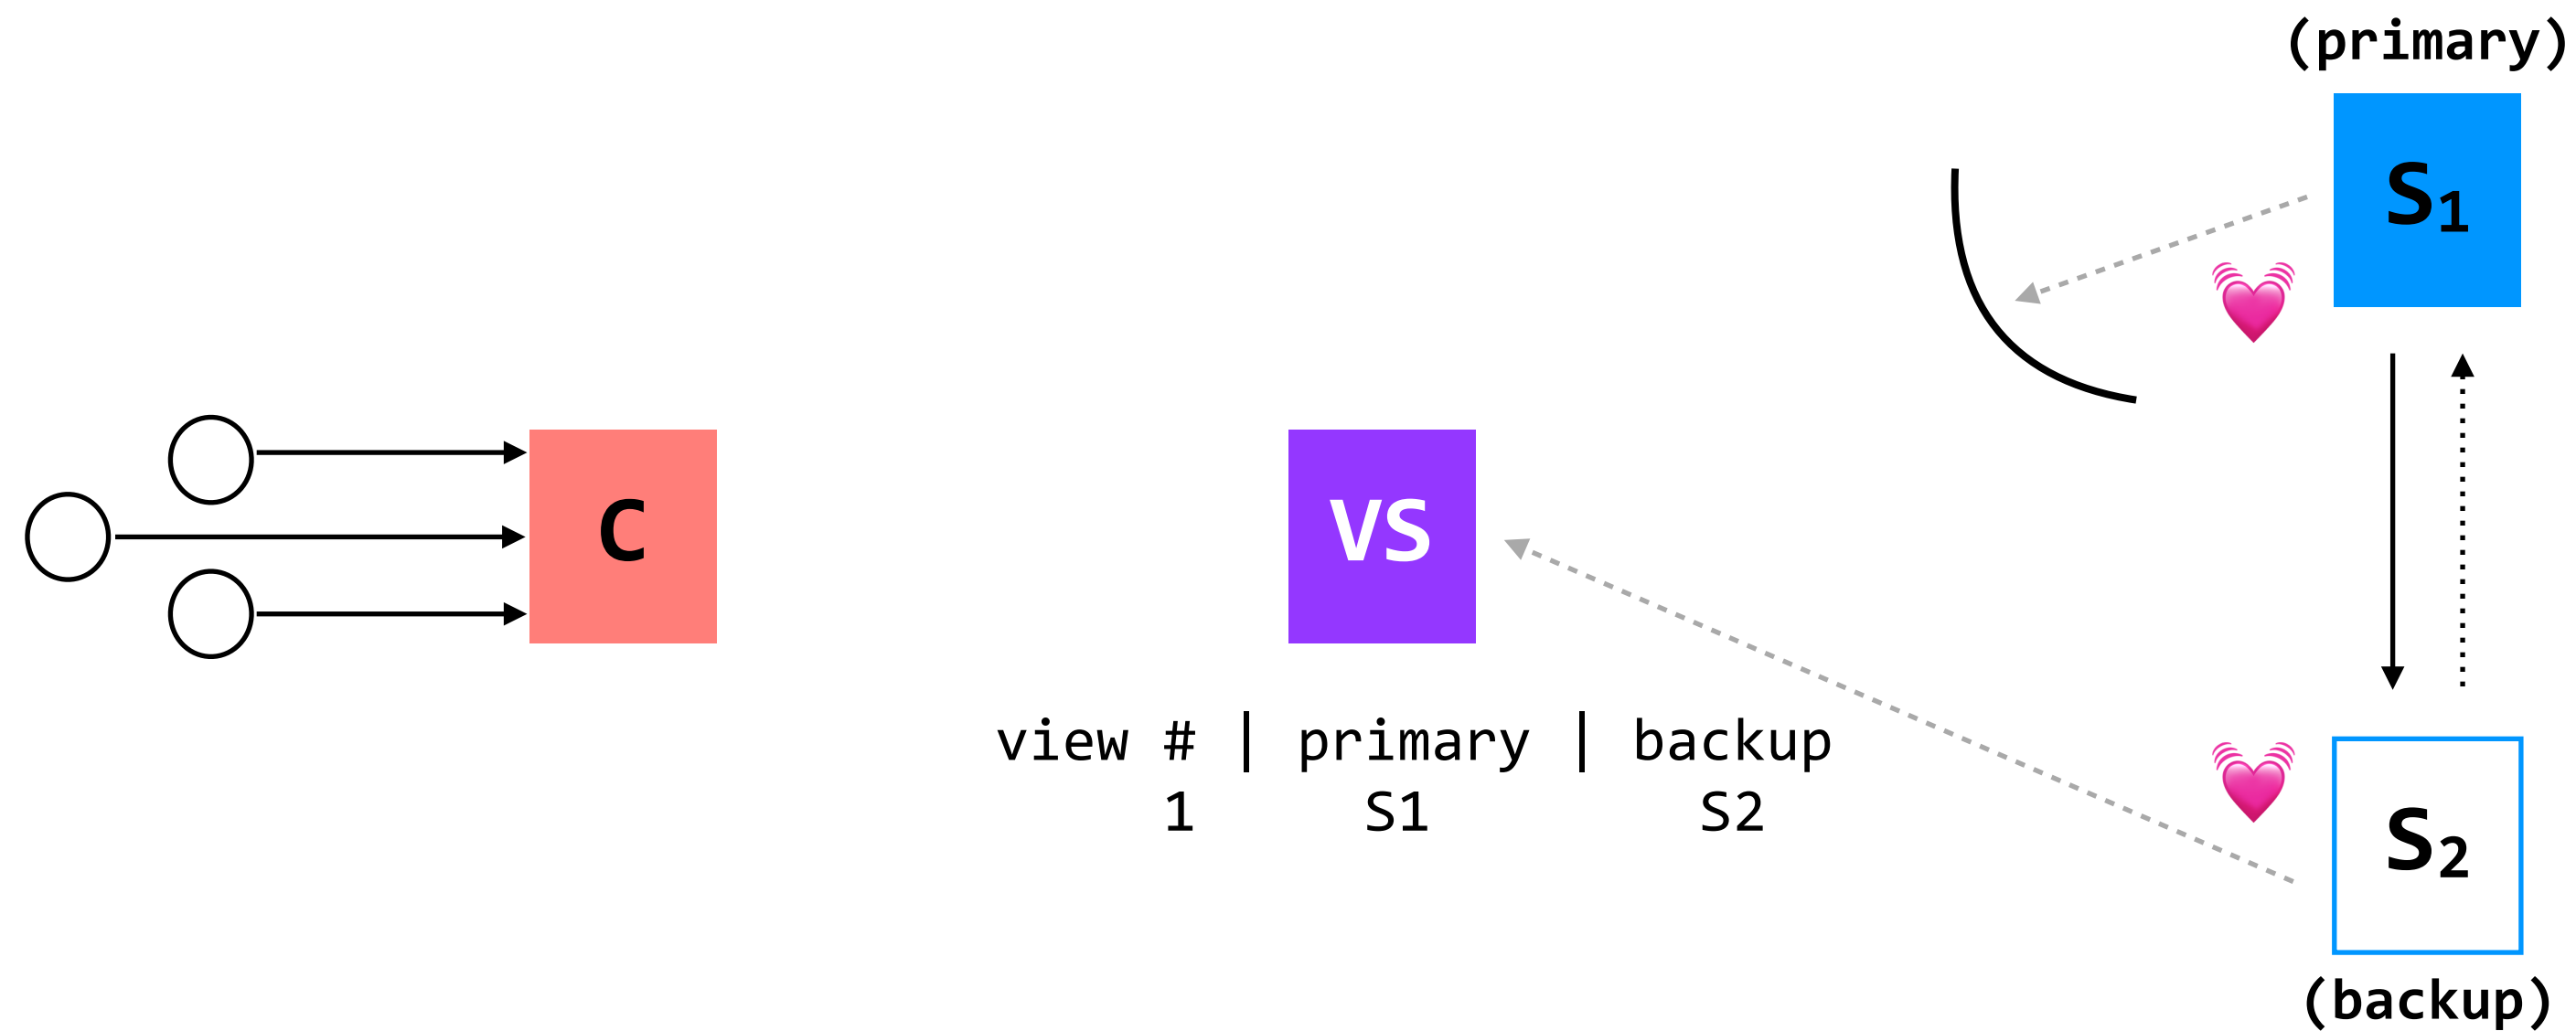 (primary)
S₁
C
VS
view # | primary | backup
1 S1 S2
S₂
(backup)